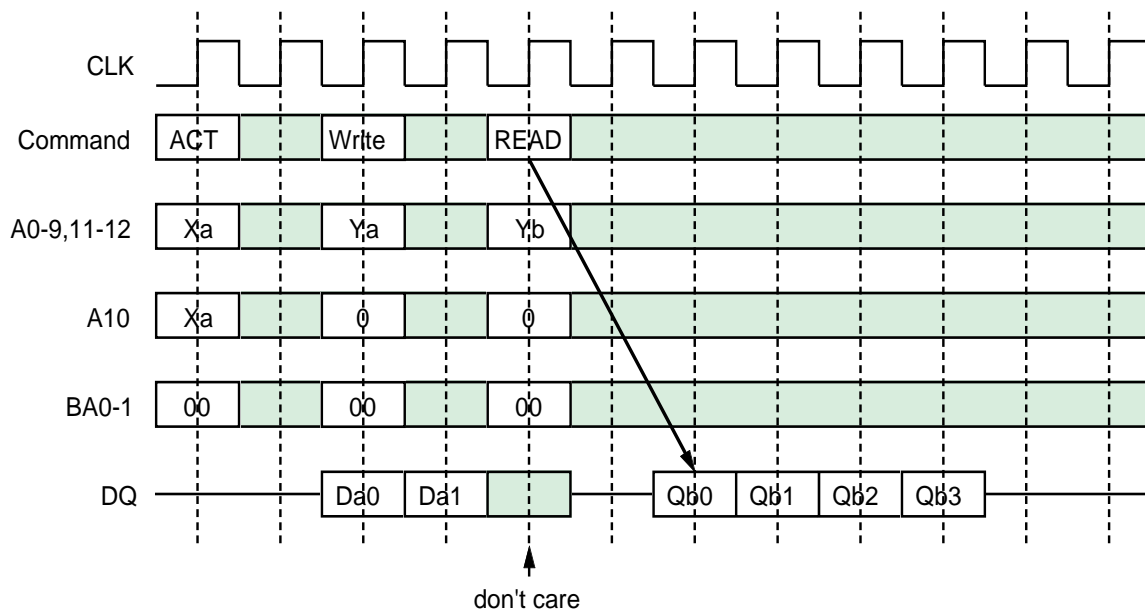 CLK
Command ACT Write READ
A0-9,11-12 Xa Ya Yb
A10 Xa 0 0
BA0-1 00 00 00
DQ Da0 Da1 Qb0 Qb1 Qb2 Qb3
don't care